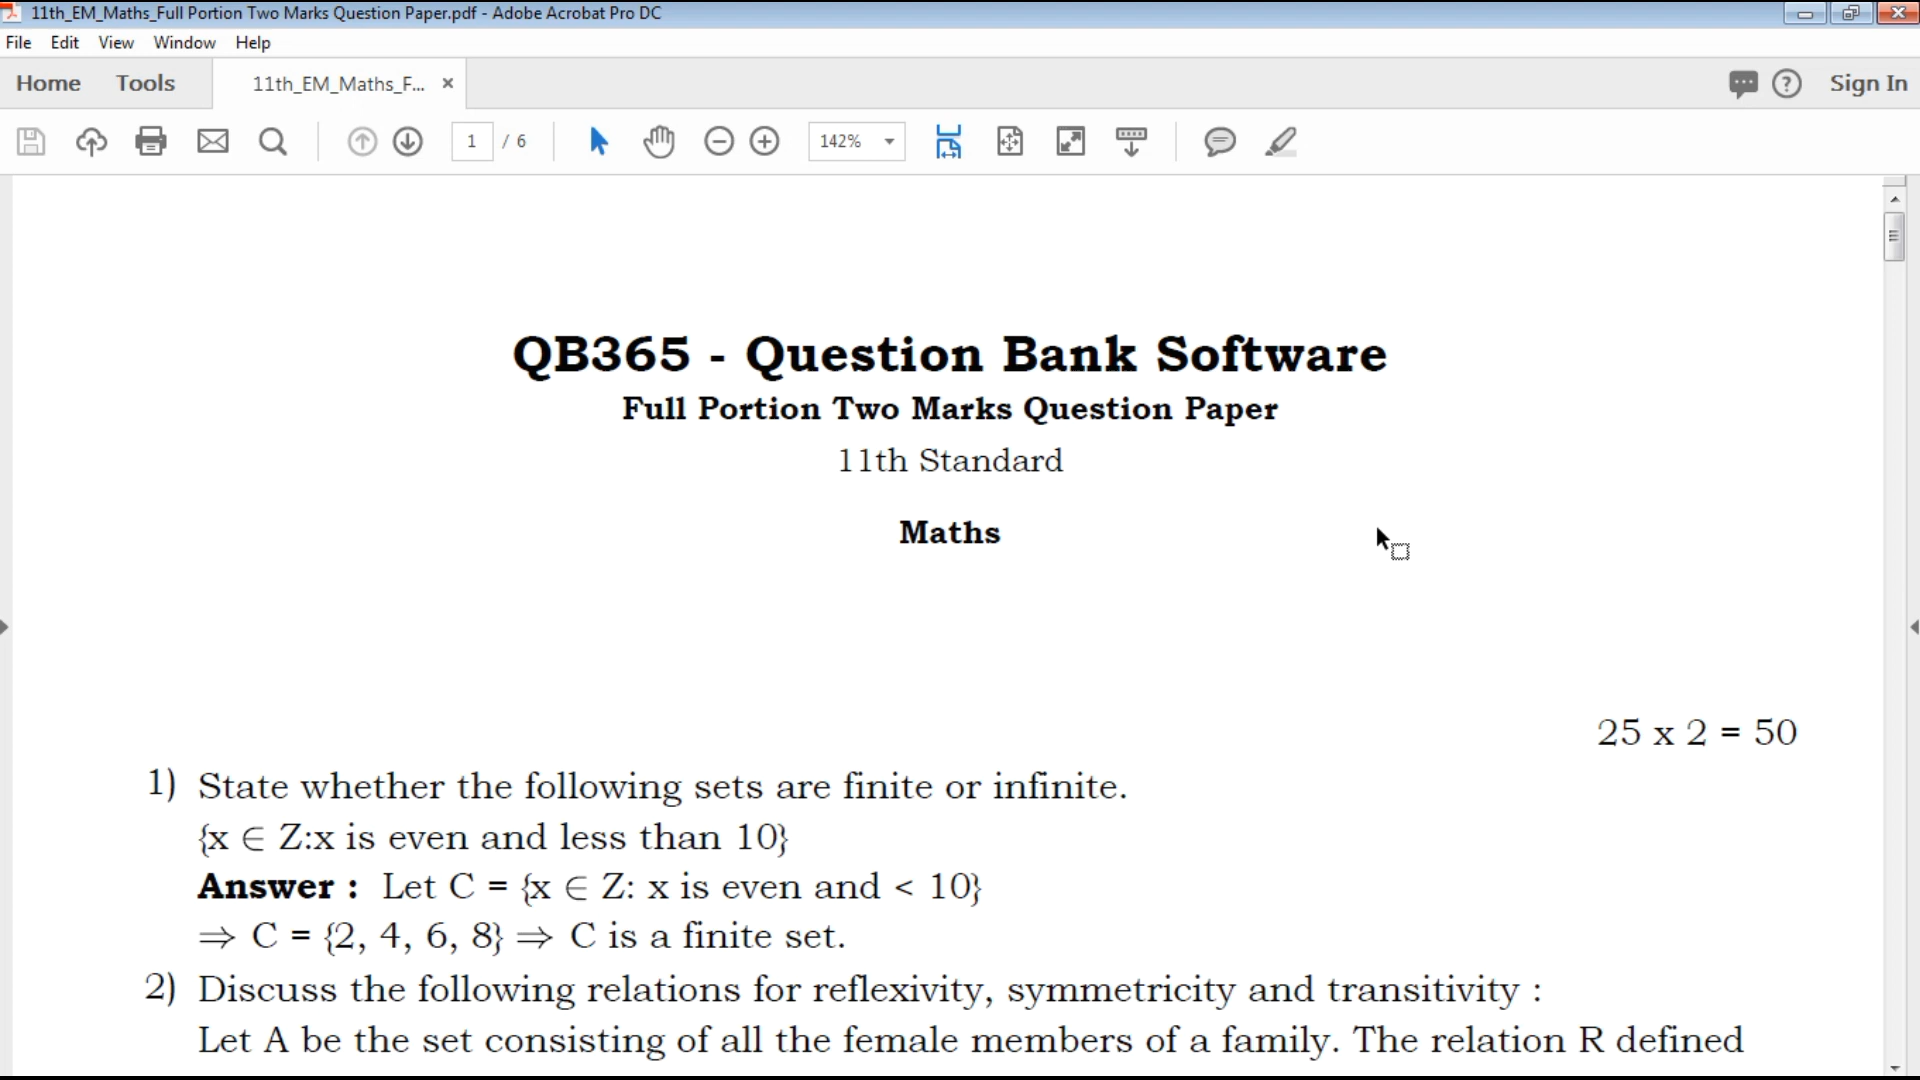 11th_EM_Maths_Full Portion Two Marks Question Paper.pdf - Adobe Acrobat Pro DC
File Edit View Window Help
Home Tools 11th_EM_Maths_F... × Sign In
1 / 6 142%
QB365 - Question Bank Software
Full Portion Two Marks Question Paper
11th Standard
Maths
25 x 2 = 50
1) State whether the following sets are finite or infinite.
{x ∈ Z:x is even and less than 10}
Answer : Let C = {x ∈ Z: x is even and < 10}
⇒ C = {2, 4, 6, 8} ⇒ C is a finite set.
2) Discuss the following relations for reflexivity, symmetricity and transitivity :
Let A be the set consisting of all the female members of a family. The relation R defined